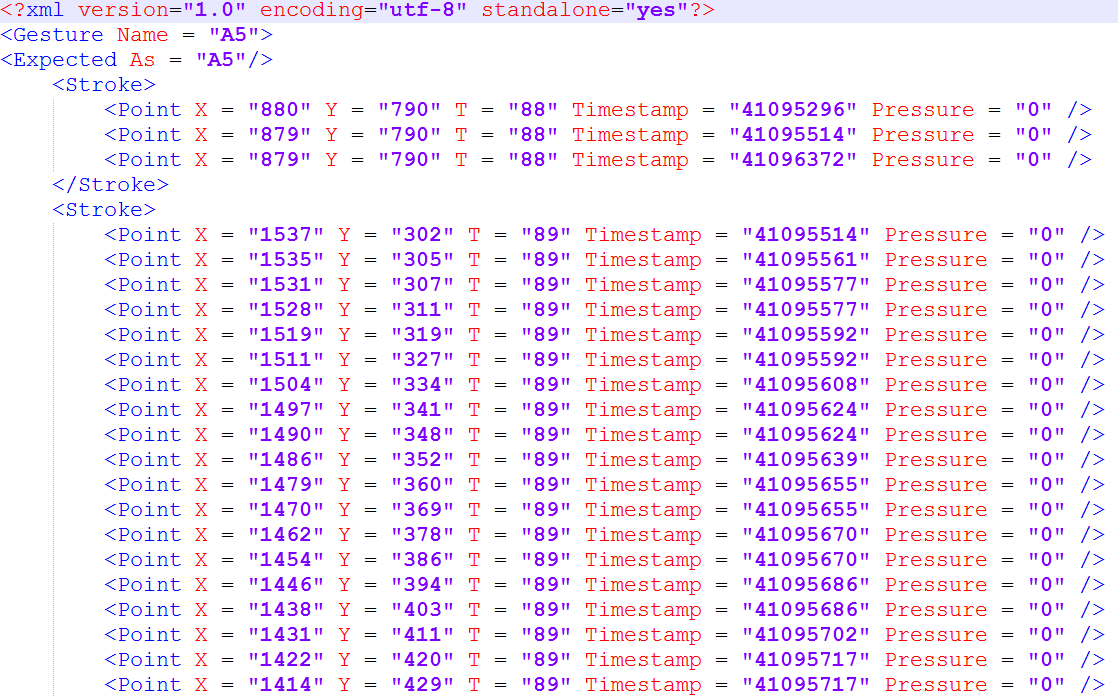 <?xml version="1.0" encoding="utf-8" standalone="yes"?>
<Gesture Name = "A5">
<Expected As = "A5"/>
<Stroke>
<Point X = "880" Y = "790" T = "88" Timestamp = "41095296" Pressure = "0" />
<Point X = "879" Y = "790" T = "88" Timestamp = "41095514" Pressure = "0" />
<Point X = "879" Y = "790" T = "88" Timestamp = "41096372" Pressure = "0" />
</Stroke>
<Stroke>
<Point X = "1537" Y = "302" T = "89" Timestamp = "41095514" Pressure = "0" />
<Point X = "1535" Y = "305" T = "89" Timestamp = "41095561" Pressure = "0" />
<Point X = "1531" Y = "307" T = "89" Timestamp = "41095577" Pressure = "0" />
<Point X = "1528" Y = "311" T = "89" Timestamp = "41095577" Pressure = "0" />
<Point X = "1519" Y = "319" T = "89" Timestamp = "41095592" Pressure = "0" />
<Point X = "1511" Y = "327" T = "89" Timestamp = "41095592" Pressure = "0" />
<Point X = "1504" Y = "334" T = "89" Timestamp = "41095608" Pressure = "0" />
<Point X = "1497" Y = "341" T = "89" Timestamp = "41095624" Pressure = "0" />
<Point X = "1490" Y = "348" T = "89" Timestamp = "41095624" Pressure = "0" />
<Point X = "1486" Y = "352" T = "89" Timestamp = "41095639" Pressure = "0" />
<Point X = "1479" Y = "360" T = "89" Timestamp = "41095655" Pressure = "0" />
<Point X = "1470" Y = "369" T = "89" Timestamp = "41095655" Pressure = "0" />
<Point X = "1462" Y = "378" T = "89" Timestamp = "41095670" Pressure = "0" />
<Point X = "1454" Y = "386" T = "89" Timestamp = "41095670" Pressure = "0" />
<Point X = "1446" Y = "394" T = "89" Timestamp = "41095686" Pressure = "0" />
<Point X = "1438" Y = "403" T = "89" Timestamp = "41095686" Pressure = "0" />
<Point X = "1431" Y = "411" T = "89" Timestamp = "41095702" Pressure = "0" />
<Point X = "1422" Y = "420" T = "89" Timestamp = "41095717" Pressure = "0" />
<Point X = "1414" Y = "429" T = "89" Timestamp = "41095717" Pressure = "0" />